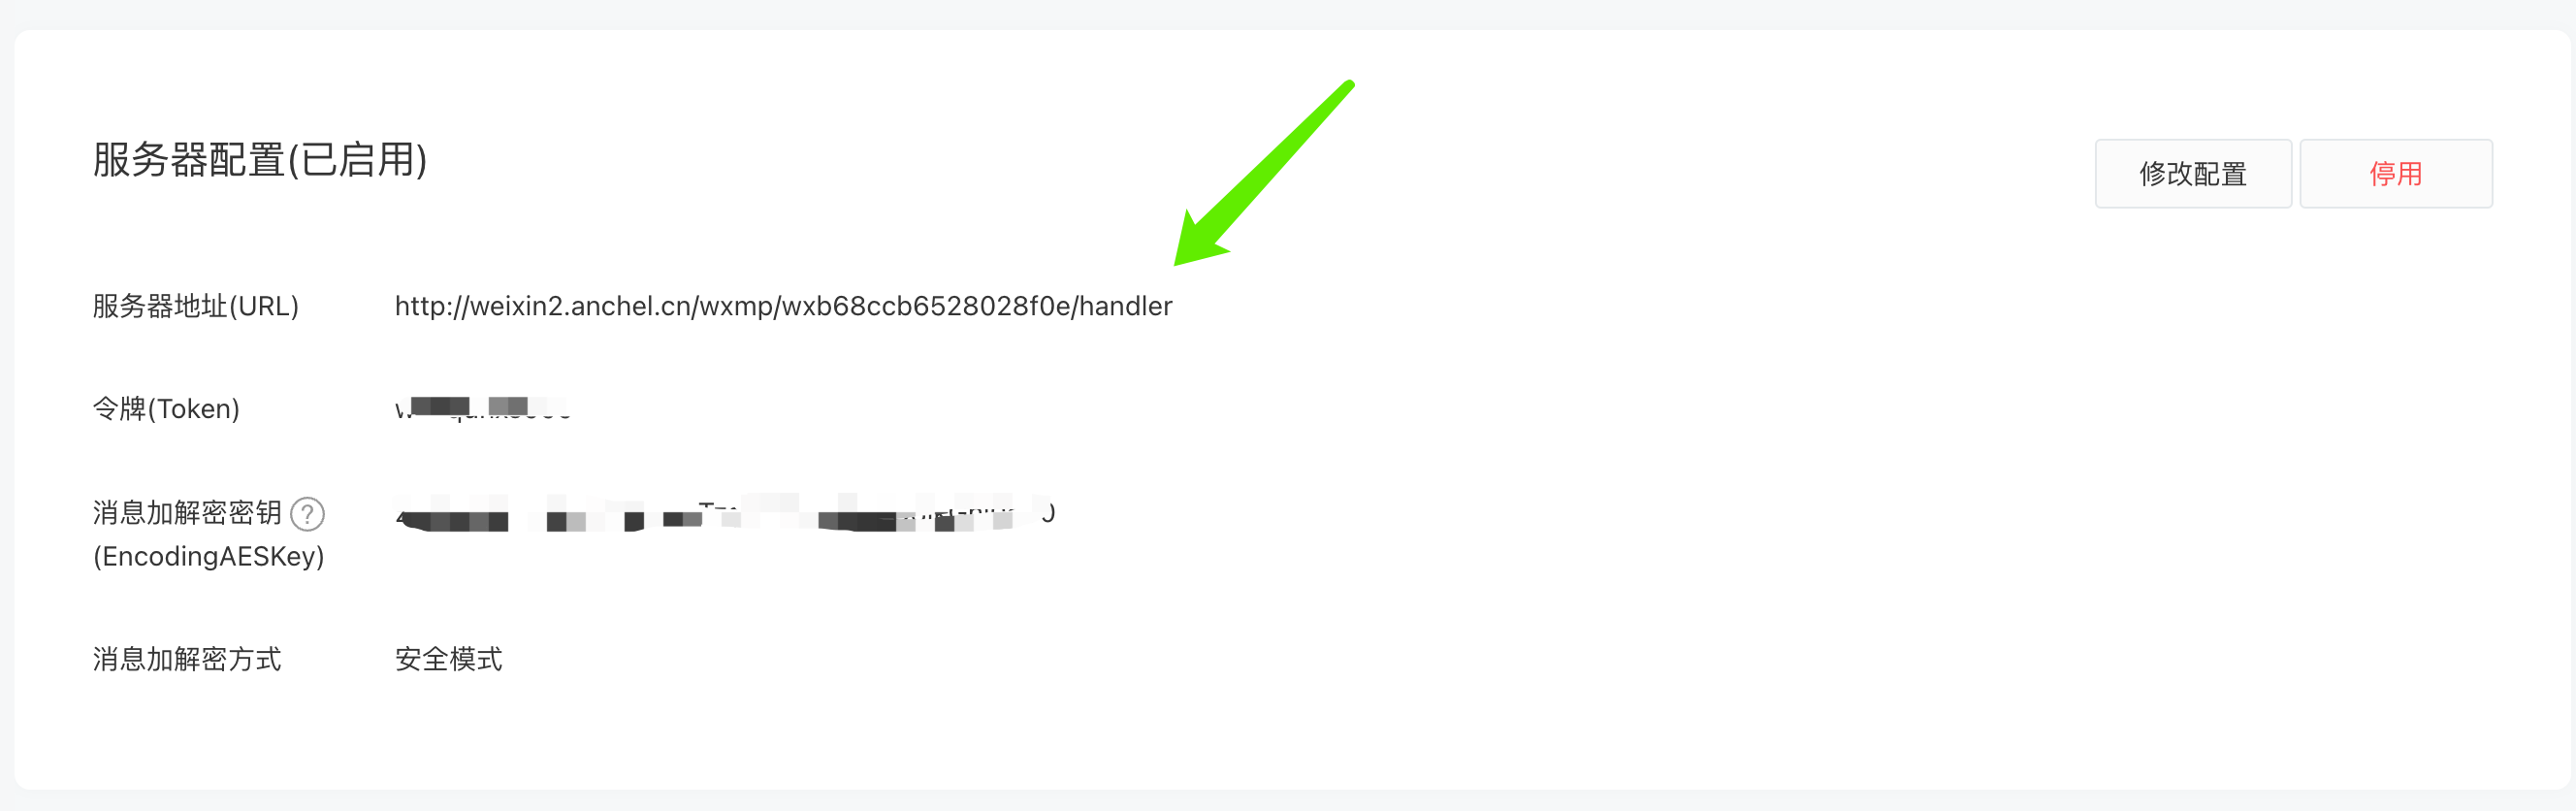 服务器配置(已启用)
修改配置
停用
服务器地址(URL)
http://weixin2.anchel.cn/wxmp/wxb68ccb6528028f0e/handler
令牌(Token)
消息加解密密钥 ?
(EncodingAESKey)
消息加解密方式
安全模式